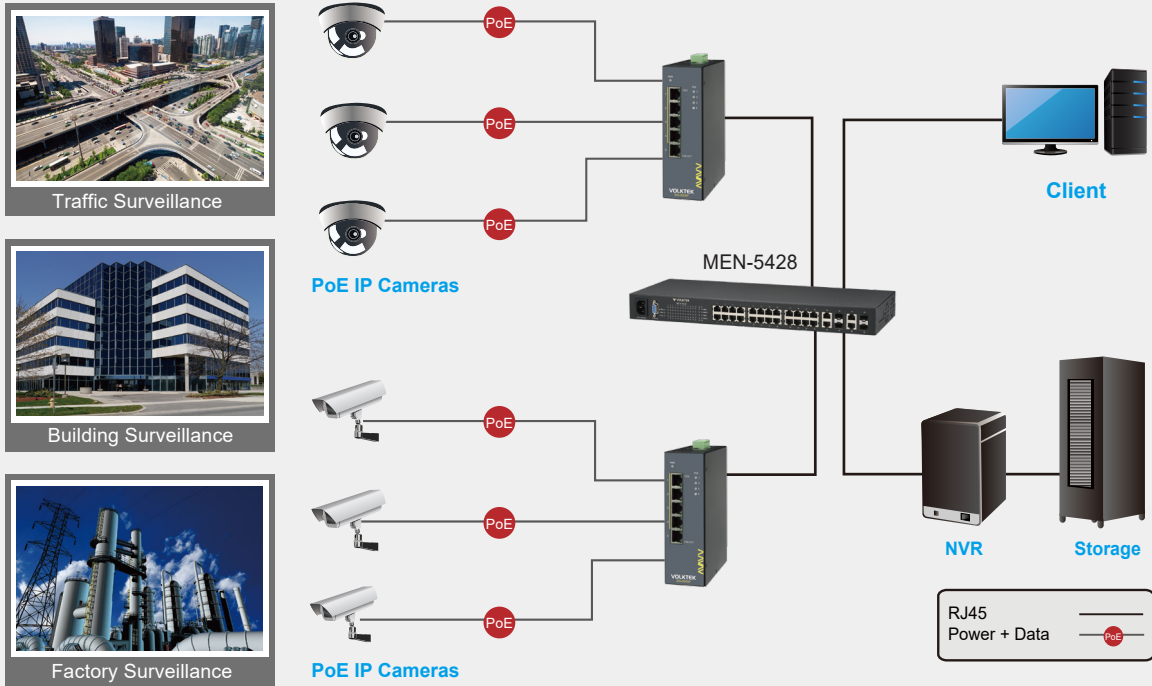 Traffic Surveillance
Building Surveillance
Factory Surveillance
PoE
PoE
PoE
PoE IP Cameras
VOLKTEK
MEN-5428
Client
PoE
PoE
PoE
PoE IP Cameras
VOLKTEK
NVR
Storage
RJ45
Power + Data
PoE